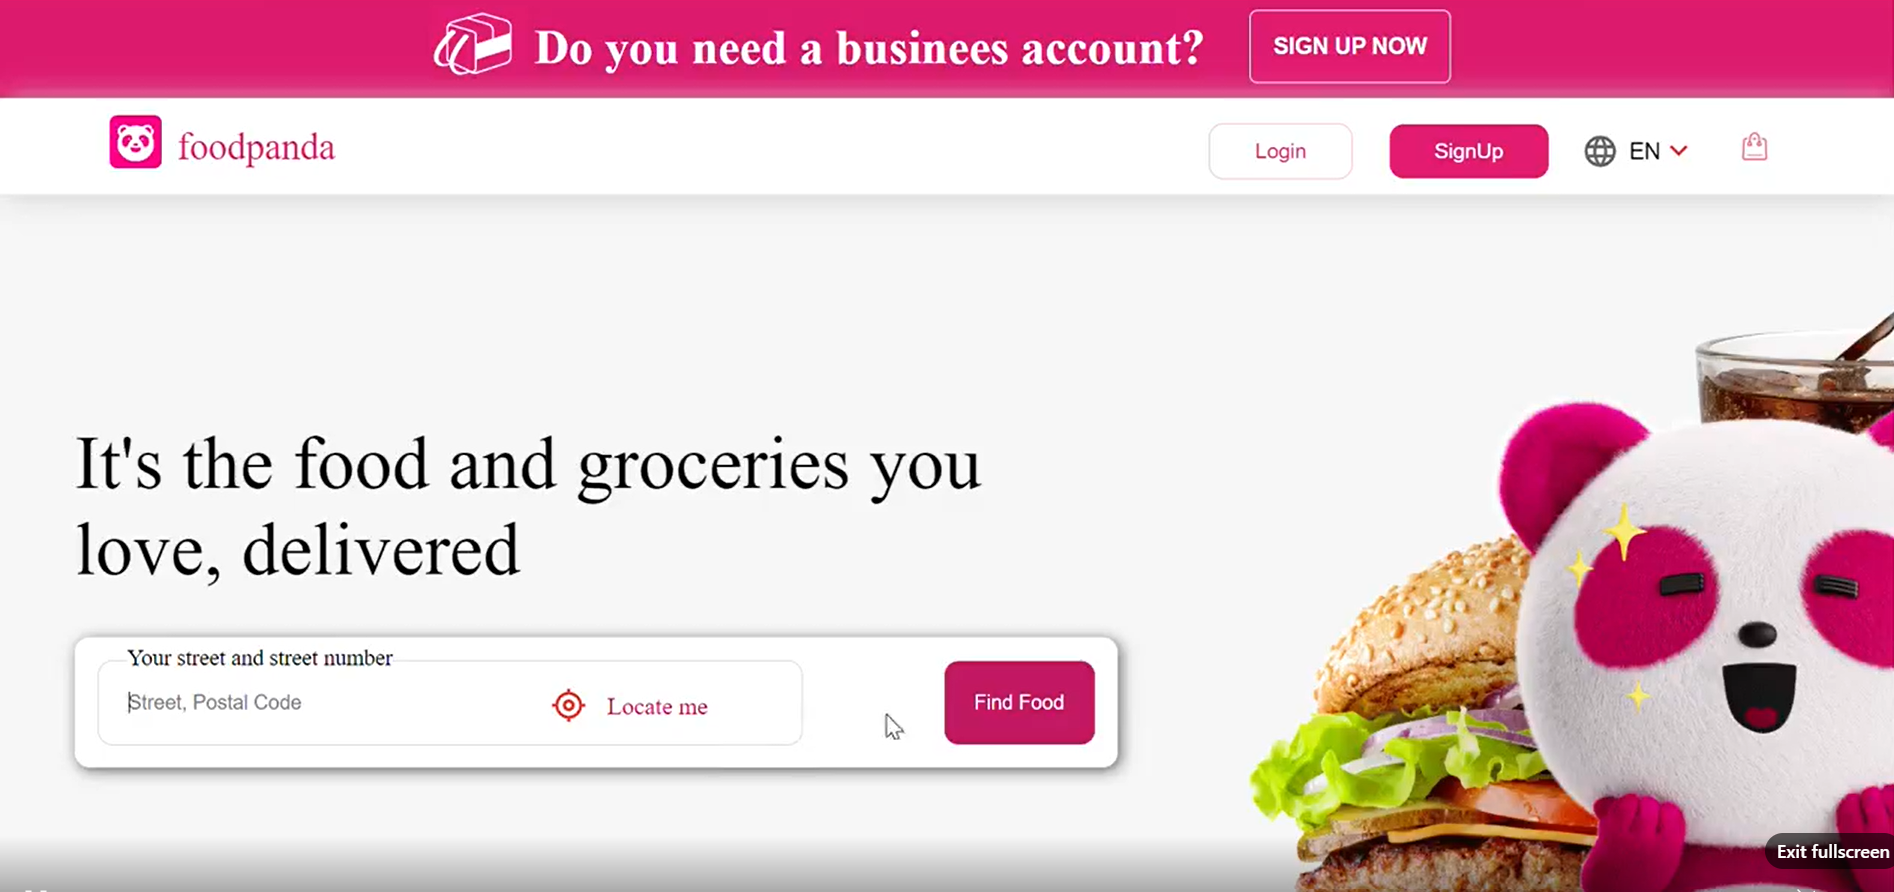 Do you need a businees account?
SIGN UP NOW
foodpanda
Login
SignUp
EN
It's the food and groceries you
love, delivered
Your street and street number
Street, Postal Code
Locate me
Find Food
Exit fullscreen